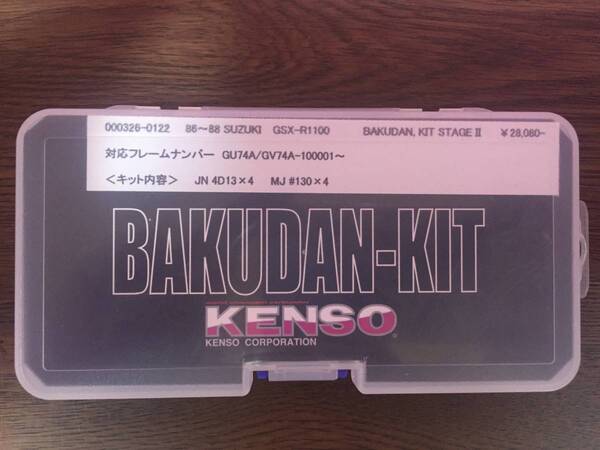 000326-0122 86～88 SUZUKI GSX-R1100 BAKUDAN, KIT STAGE Ⅱ ￥28,080-
対応フレームナンバー GU74A/GV74A-100001～
＜キット内容＞ JN 4D13×4 MJ #130×4
BAKUDAN-KIT
KENSO
KENSO CORPORATION